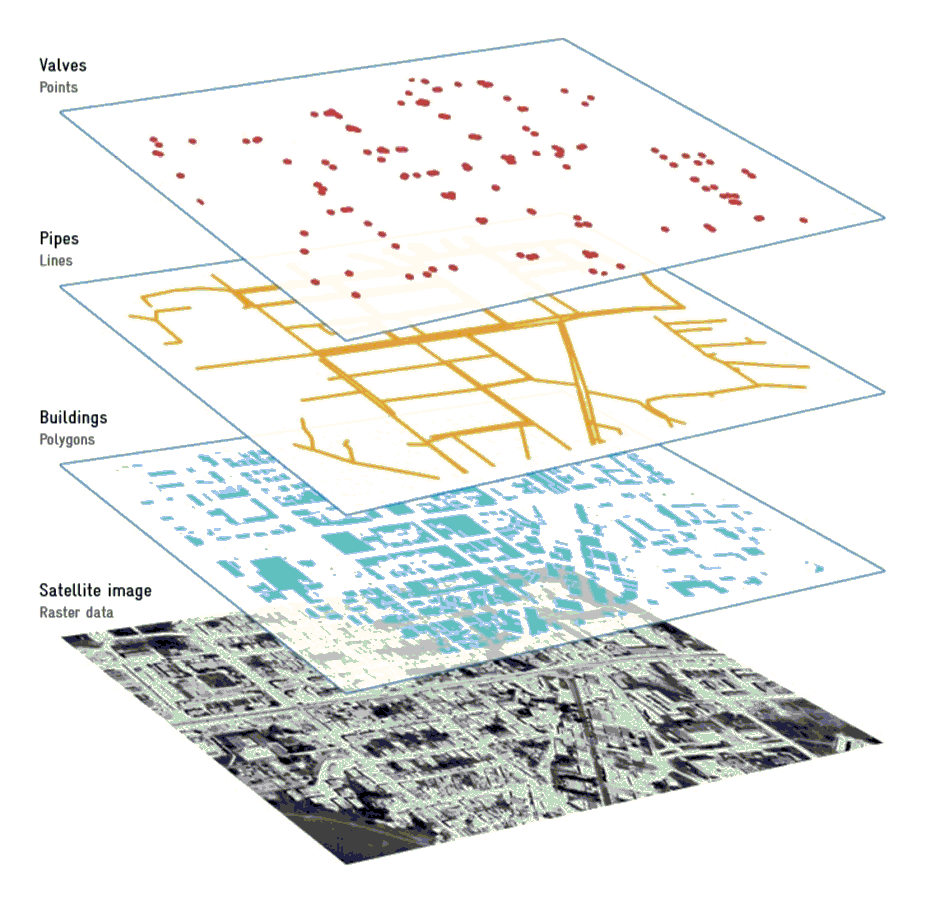 Valves
Points
Pipes
Lines
Buildings
Polygons
Satellite image
Raster data